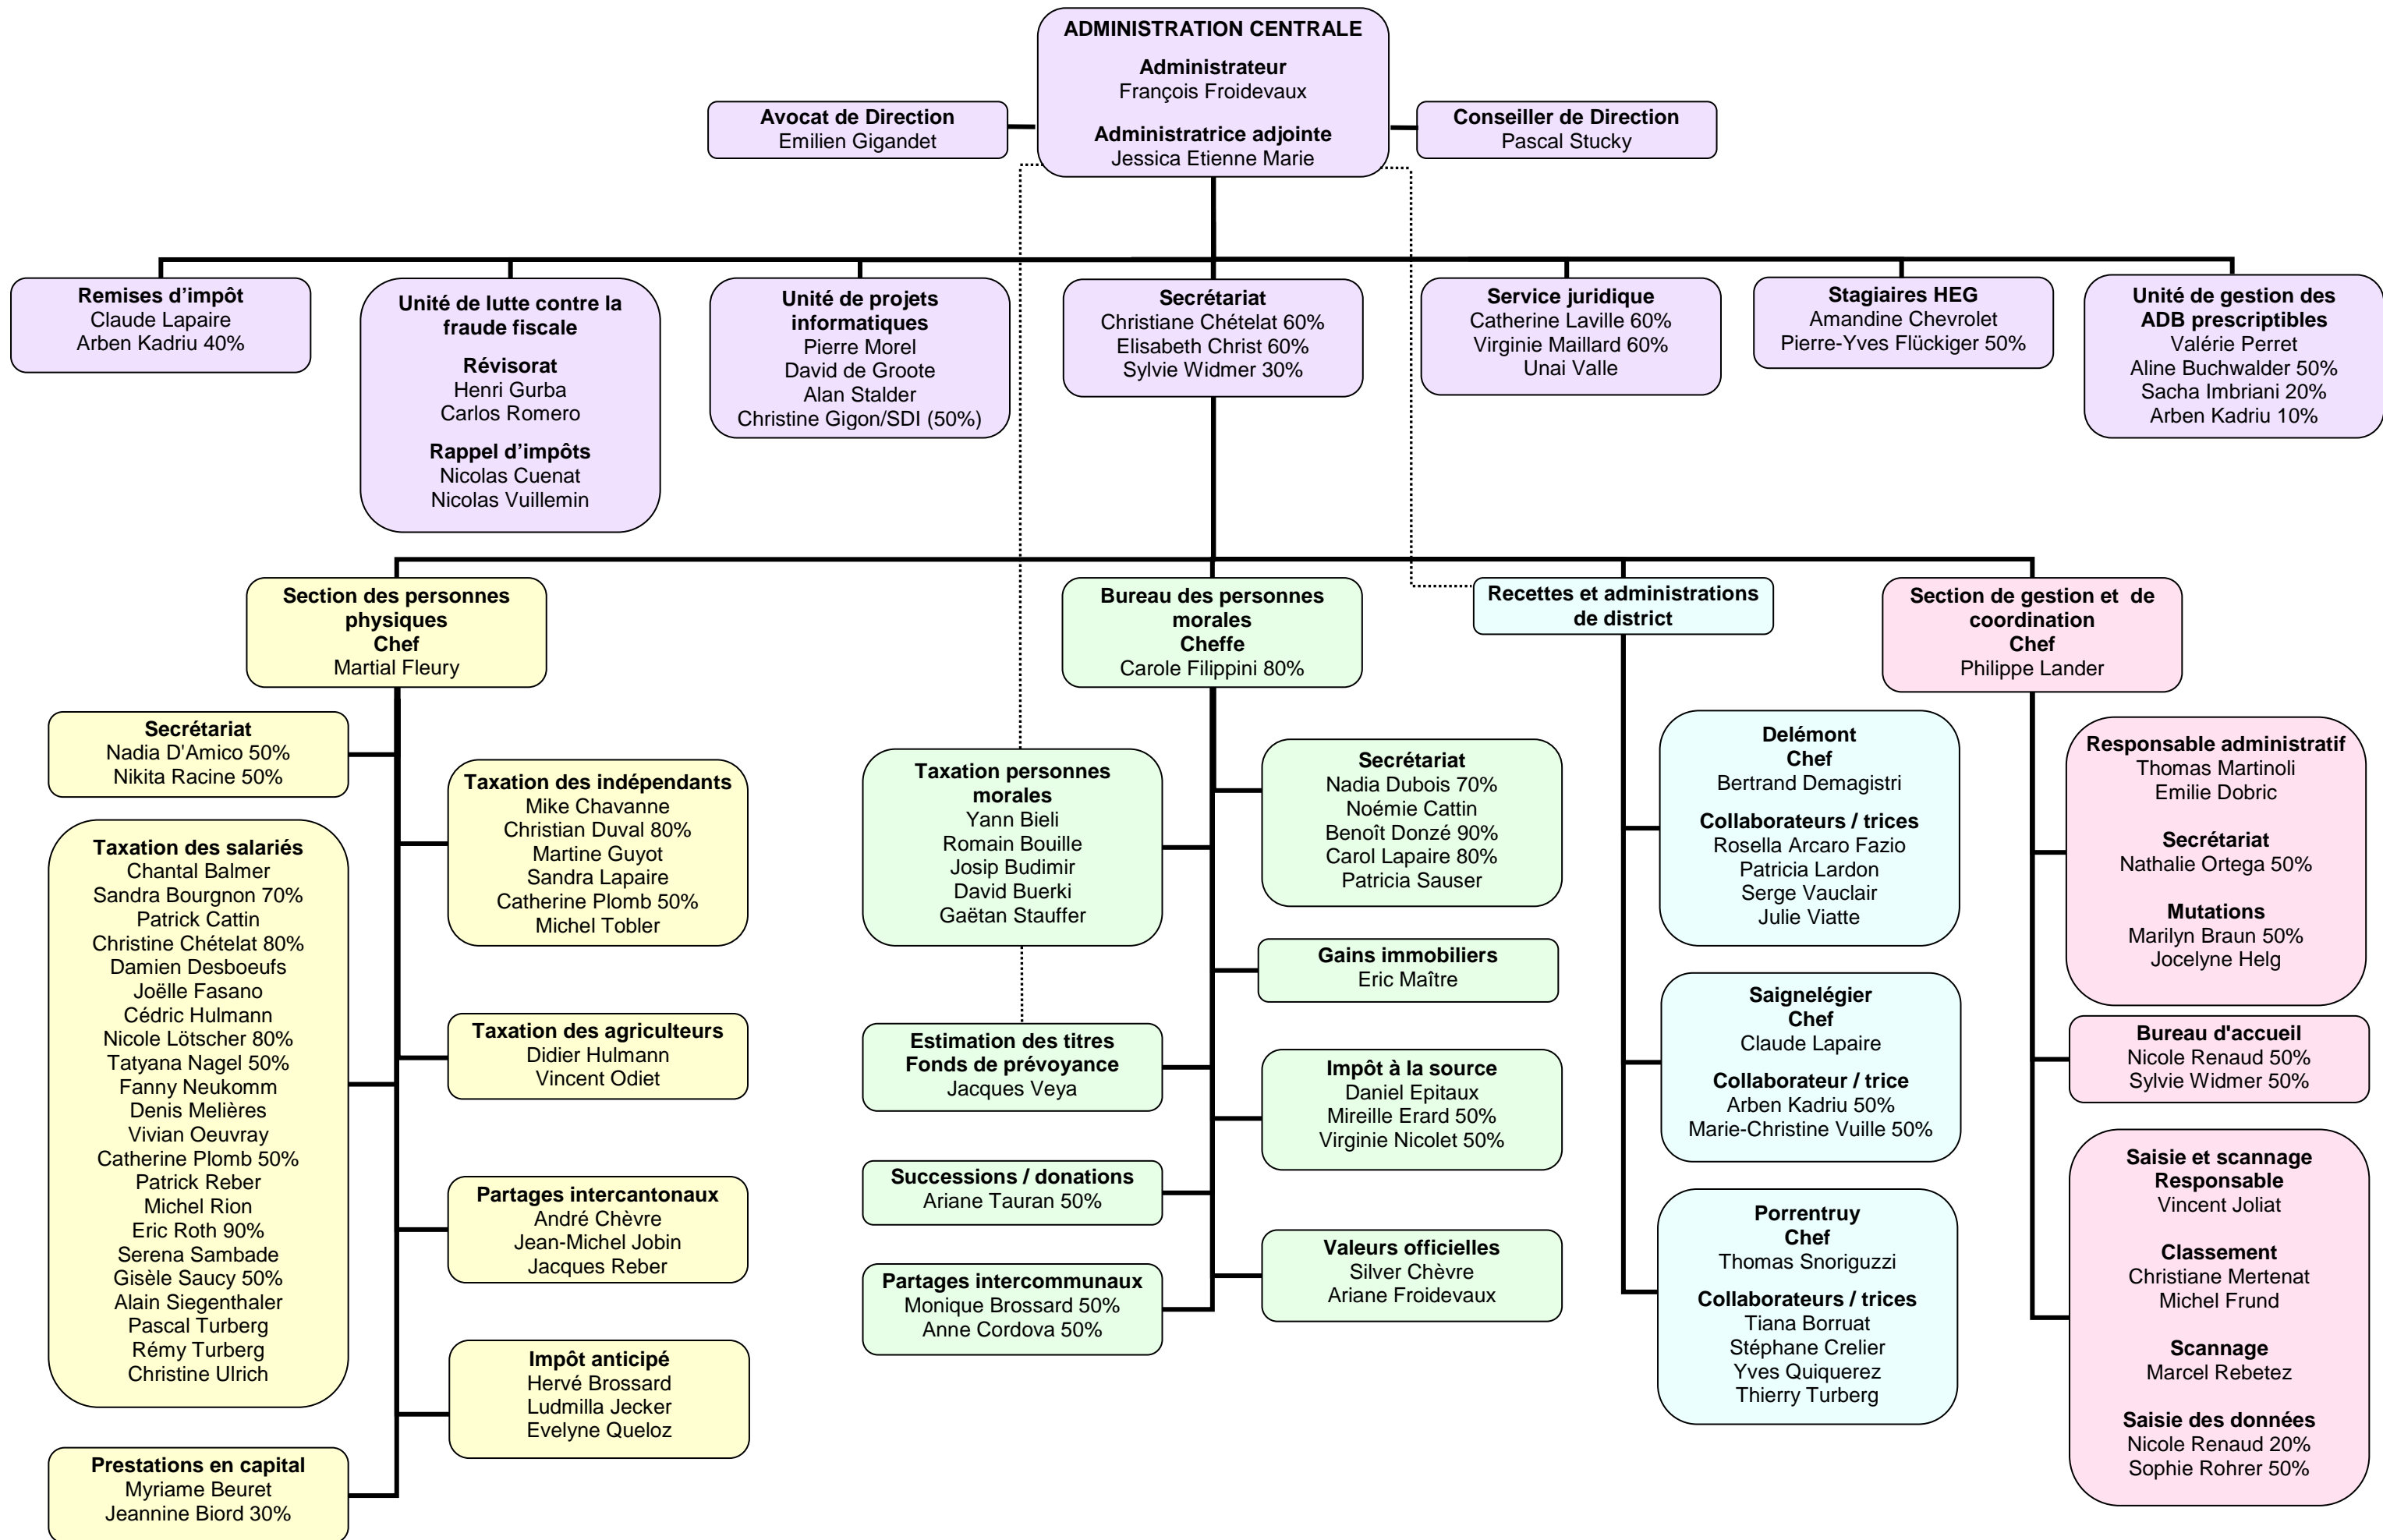 ADMINISTRATION CENTRALE
Administrateur
François Froidevaux
Administratrice adjointe
Jessica Etienne Marie
Avocat de Direction
Emilien Gigandet
Conseiller de Direction
Pascal Stucky
Remises d’impôt
Claude Lapaire
Arben Kadriu 40%
Unité de lutte contre la
fraude fiscale
Révisorat
Henri Gurba
Carlos Romero
Rappel d’impôts
Nicolas Cuenat
Nicolas Vuillemin
Unité de projets
informatiques
Pierre Morel
David de Groote
Alan Stalder
Christine Gigon/SDI (50%)
Secrétariat
Christiane Chételat 60%
Elisabeth Christ 60%
Sylvie Widmer 30%
Service juridique
Catherine Laville 60%
Virginie Maillard 60%
Unai Valle
Stagiaires HEG
Amandine Chevrolet
Pierre-Yves Flückiger 50%
Unité de gestion des
ADB prescriptibles
Valérie Perret
Aline Buchwalder 50%
Sacha Imbriani 20%
Arben Kadriu 10%
Section des personnes
physiques
Chef
Martial Fleury
Secrétariat
Nadia D'Amico 50%
Nikita Racine 50%
Taxation des salariés
Chantal Balmer
Sandra Bourgnon 70%
Patrick Cattin
Christine Chételat 80%
Damien Desboeufs
Joëlle Fasano
Cédric Hulmann
Nicole Lötscher 80%
Tatyana Nagel 50%
Fanny Neukomm
Denis Melières
Vivian Oeuvray
Catherine Plomb 50%
Patrick Reber
Michel Rion
Eric Roth 90%
Serena Sambade
Gisèle Saucy 50%
Alain Siegenthaler
Pascal Turberg
Rémy Turberg
Christine Ulrich
Prestations en capital
Myriame Beuret
Jeannine Biord 30%
Taxation des indépendants
Mike Chavanne
Christian Duval 80%
Martine Guyot
Sandra Lapaire
Catherine Plomb 50%
Michel Tobler
Taxation des agriculteurs
Didier Hulmann
Vincent Odiet
Partages intercantonaux
André Chèvre
Jean-Michel Jobin
Jacques Reber
Impôt anticipé
Hervé Brossard
Ludmilla Jecker
Evelyne Queloz
Bureau des personnes
morales
Cheffe
Carole Filippini 80%
Taxation personnes
morales
Yann Bieli
Romain Bouille
Josip Budimir
David Buerki
Gaëtan Stauffer
Estimation des titres
Fonds de prévoyance
Jacques Veya
Successions / donations
Ariane Tauran 50%
Partages intercommunaux
Monique Brossard 50%
Anne Cordova 50%
Secrétariat
Nadia Dubois 70%
Noémie Cattin
Benoît Donzé 90%
Carol Lapaire 80%
Patricia Sauser
Gains immobiliers
Eric Maître
Impôt à la source
Daniel Epitaux
Mireille Erard 50%
Virginie Nicolet 50%
Valeurs officielles
Silver Chèvre
Ariane Froidevaux
Recettes et administrations
de district
Delémont
Chef
Bertrand Demagistri
Collaborateurs / trices
Rosella Arcaro Fazio
Patricia Lardon
Serge Vauclair
Julie Viatte
Saignelégier
Chef
Claude Lapaire
Collaborateur / trice
Arben Kadriu 50%
Marie-Christine Vuille 50%
Porrentruy
Chef
Thomas Snoriguzzi
Collaborateurs / trices
Tiana Borruat
Stéphane Crelier
Yves Quiquerez
Thierry Turberg
Section de gestion et  de
coordination
Chef
Philippe Lander
Responsable administratif
Thomas Martinoli
Emilie Dobric
Secrétariat
Nathalie Ortega 50%
Mutations
Marilyn Braun 50%
Jocelyne Helg
Bureau d'accueil
Nicole Renaud 50%
Sylvie Widmer 50%
Saisie et scannage
Responsable
Vincent Joliat
Classement
Christiane Mertenat
Michel Frund
Scannage
Marcel Rebetez
Saisie des données
Nicole Renaud 20%
Sophie Rohrer 50%